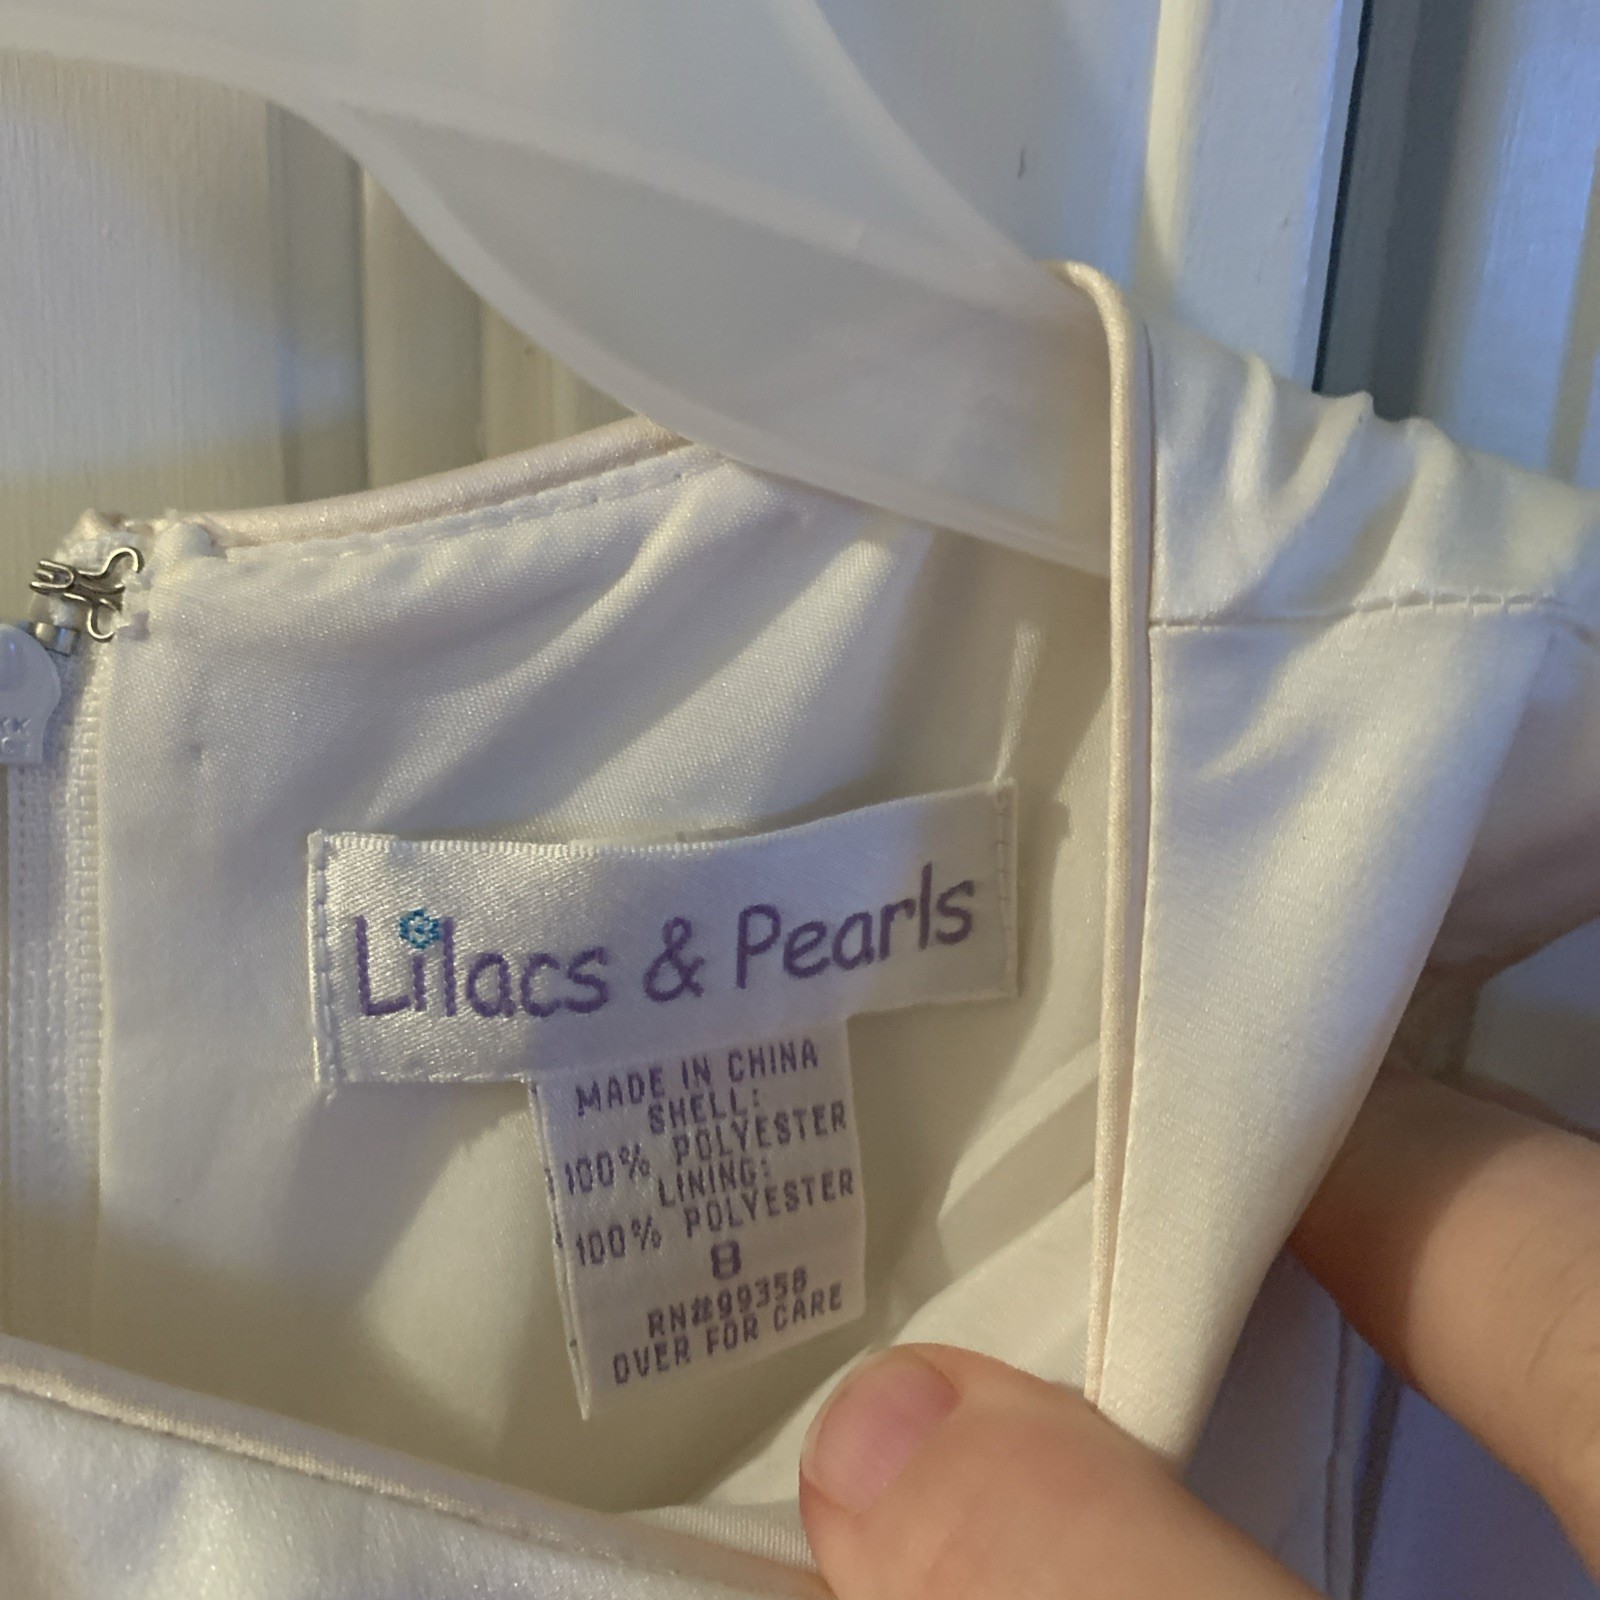 Lilacs & Pearls
MADE IN CHINA
SHELL:
100% POLYESTER
LINING:
100% POLYESTER
8
RN#99358
OVER FOR CARE